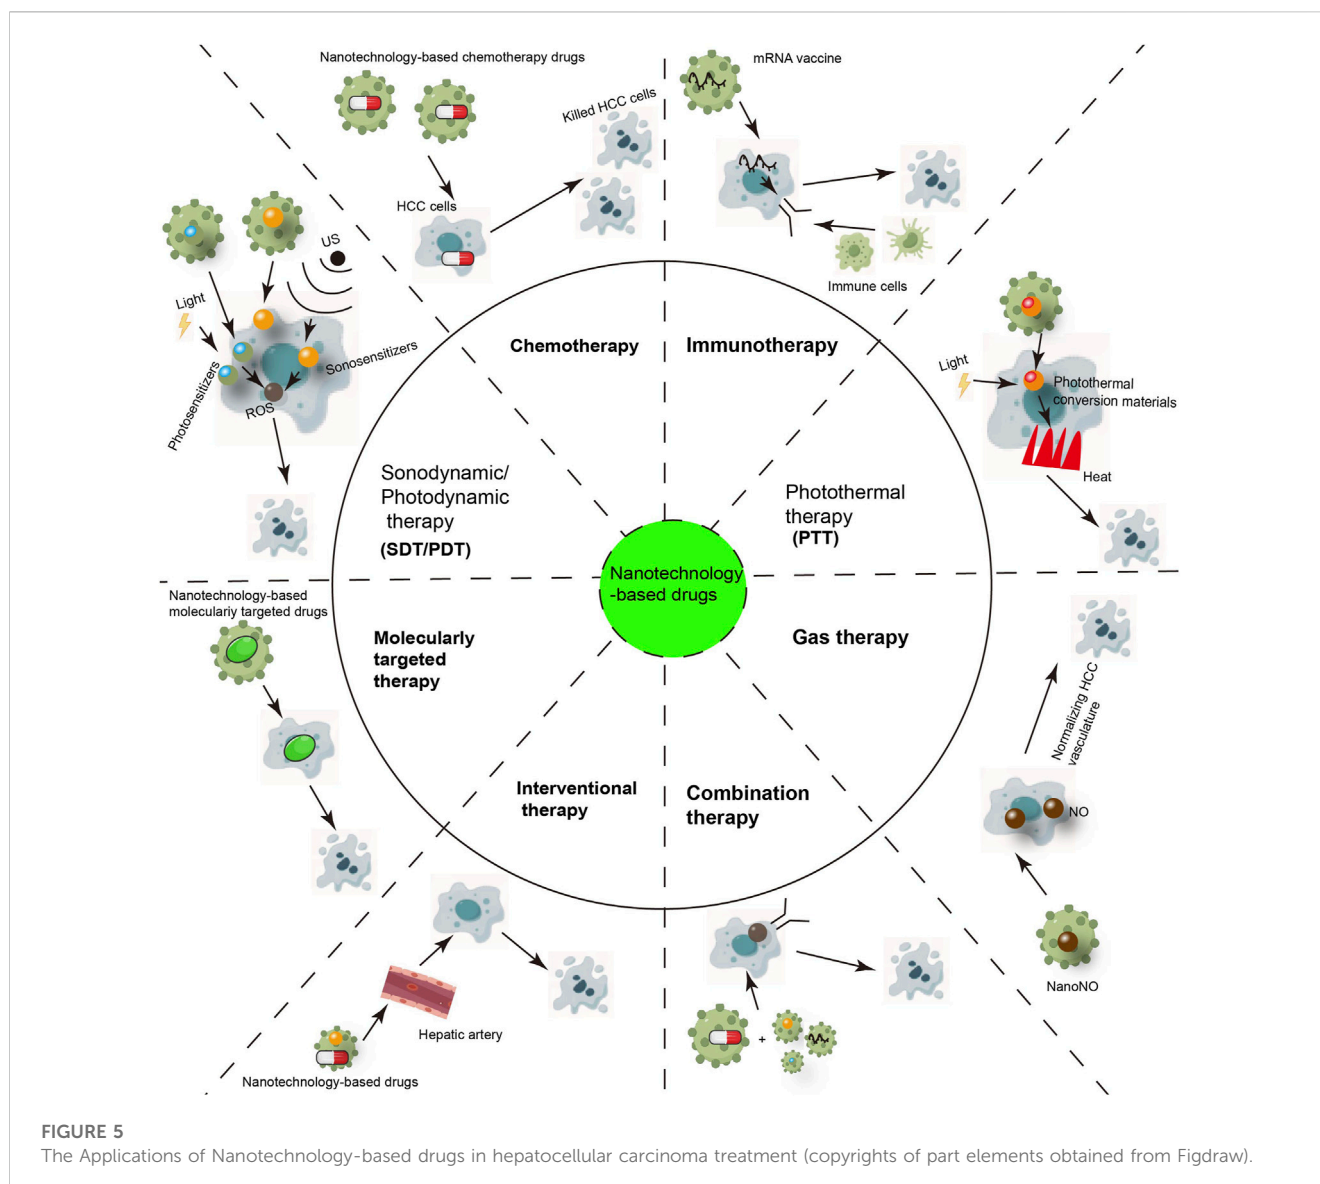 Nanotechnology-based chemotherapy drugs
Killed HCC cells
HCC cells
mRNA vaccine
Immune cells
US
Light
Photosensitizers
Sonosensitizers
ROS
Light
Photothermal
conversion materials
Heat
Chemotherapy
Immunotherapy
Sonodynamic/
Photodynamic
therapy
(SDT/PDT)
Photothermal
therapy
(PTT)
Nanotechnology
-based drugs
Nanotechnology-based
moleculariy targeted drugs
Molecularly
targeted
therapy
Gas therapy
Normalizing HCC
vasculature
NO
NanoNO
Interventional
therapy
Combination
therapy
Hepatic artery
Nanotechnology-based drugs
+
FIGURE 5
The Applications of Nanotechnology-based drugs in hepatocellular carcinoma treatment (copyrights of part elements obtained from Figdraw).